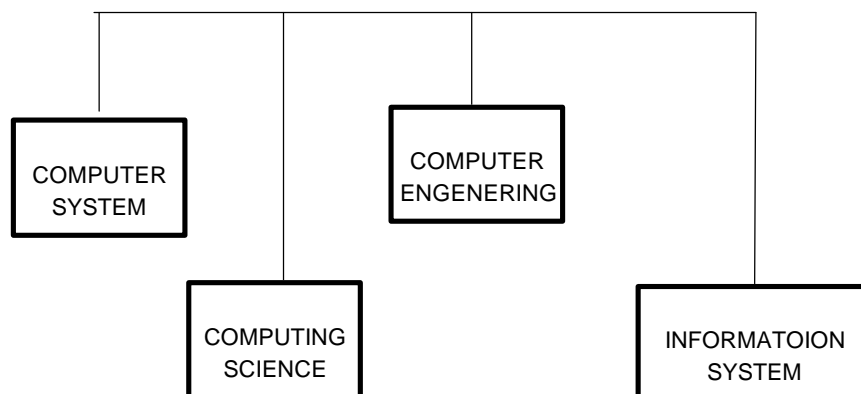 COMPUTER
SYSTEM
COMPUTER
ENGENERING
COMPUTING
SCIENCE
INFORMATOION
SYSTEM